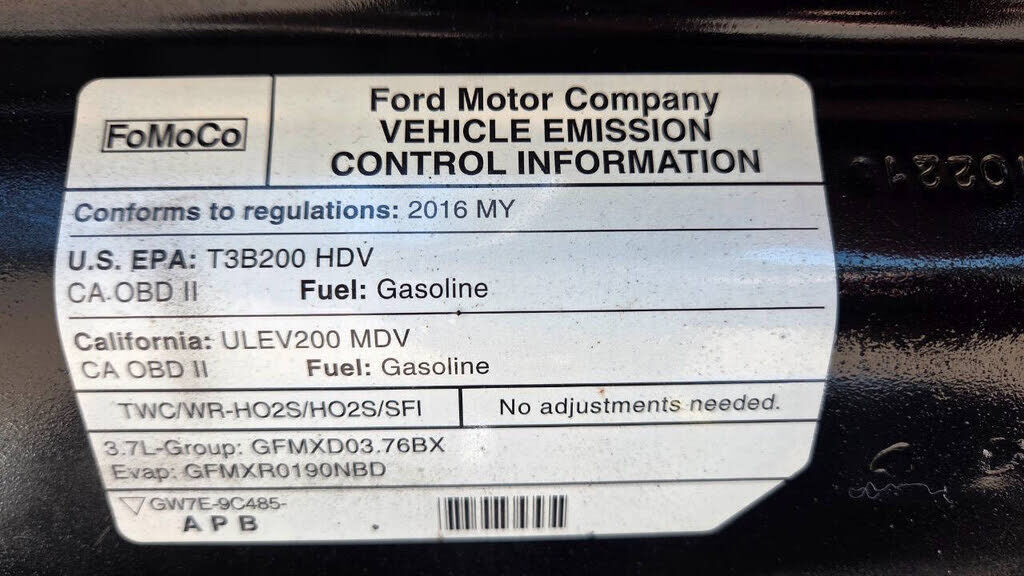 FoMoCo
Ford Motor Company
VEHICLE EMISSION
CONTROL INFORMATION
Conforms to regulations: 2016 MY
U.S. EPA: T3B200 HDV
CA OBD II Fuel: Gasoline
California: ULEV200 MDV
CA OBD II Fuel: Gasoline
TWC/WR-HO2S/HO2S/SFI
No adjustments needed.
3.7L-Group: GFMXD03.76BX
Evap: GFMXR0190NBD
GW7E-9C485-
APB